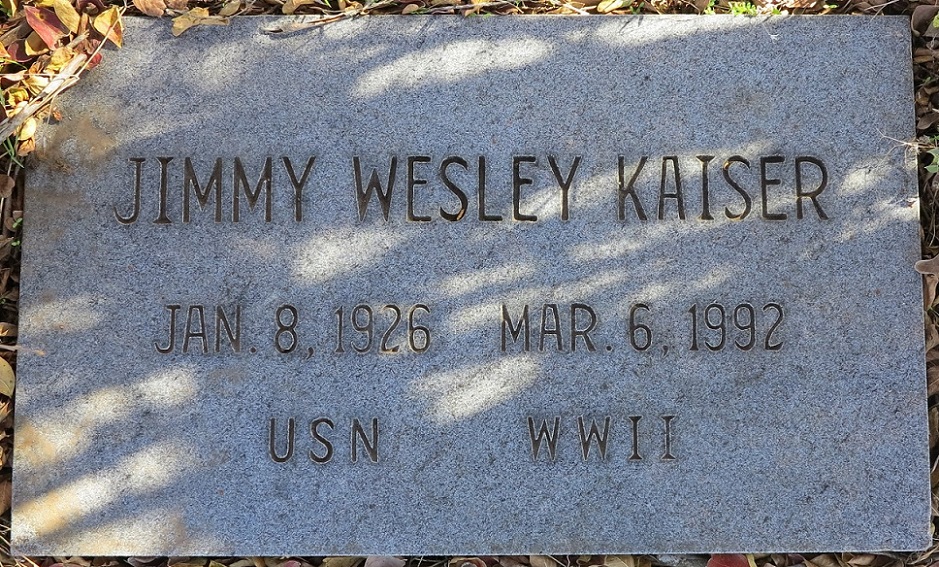 JIMMY WESLEY KAISER
JAN. 8, 1926 MAR. 6, 1992
USN WWII